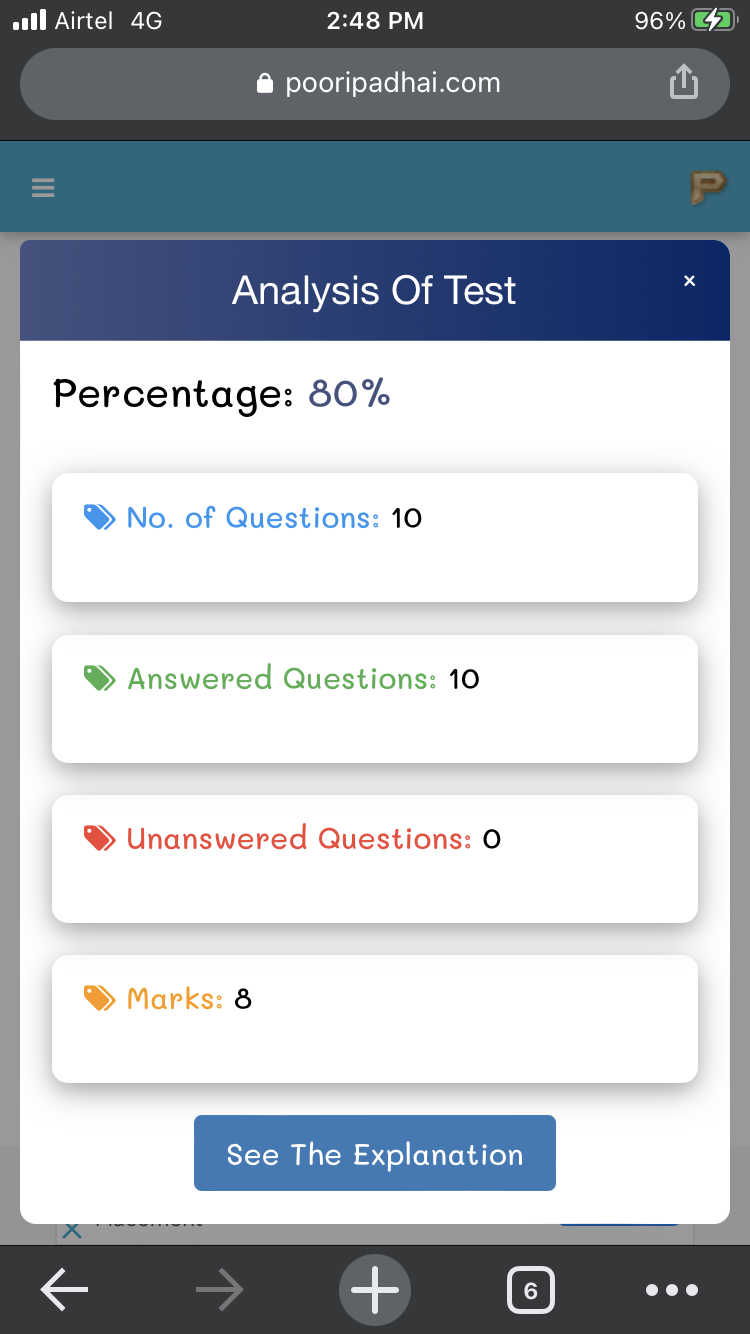 Airtel 4G 2:48 PM 96%
pooripadhai.com
P
Analysis Of Test ×
Percentage: 80%
No. of Questions: 10
Answered Questions: 10
Unanswered Questions: 0
Marks: 8
See The Explanation
6